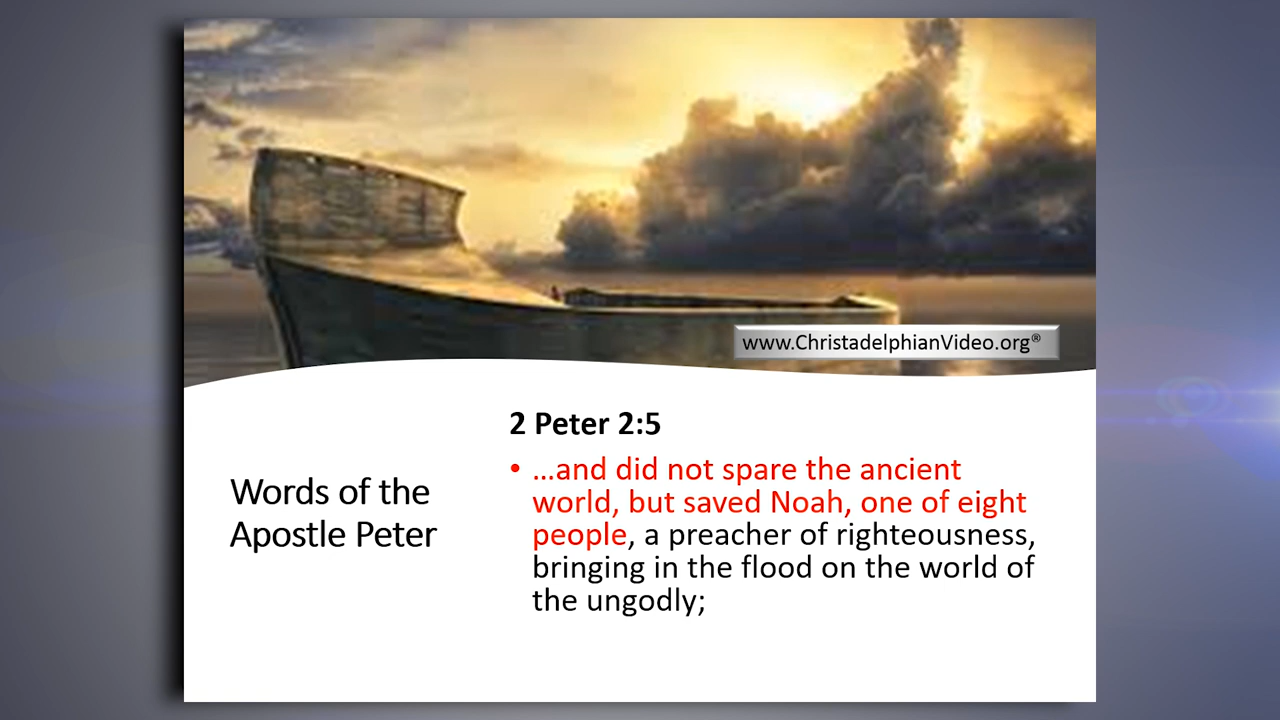 www.ChristadelphianVideo.org®
Words of the
Apostle Peter
2 Peter 2:5
• …and did not spare the ancient
world, but saved Noah, one of eight
people, a preacher of righteousness,
bringing in the flood on the world of
the ungodly;